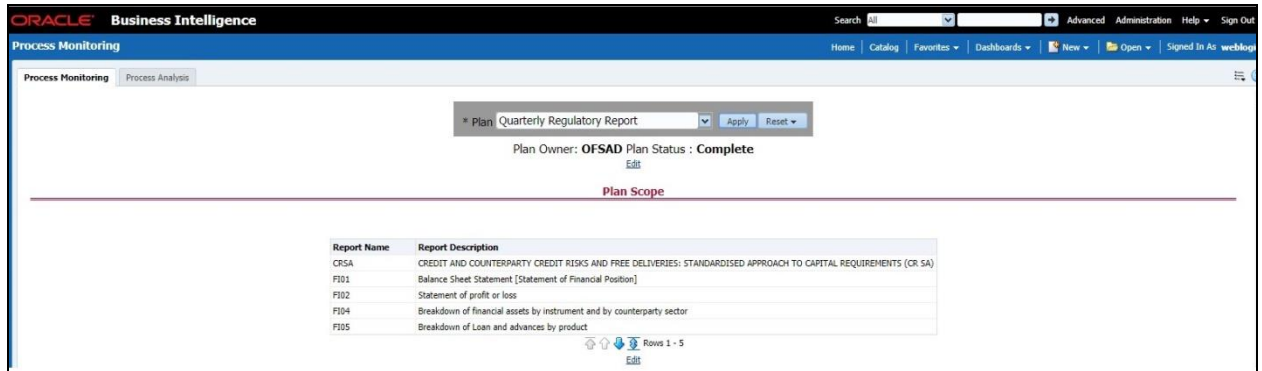 ORACLE Business Intelligence Search All Advanced Administration Help Sign Out
Process Monitoring Home Catalog Favorites Dashboards New Open Signed In As weblogi
Process Monitoring Process Analysis
* Plan Quarterly Regulatory Report Apply Reset
Plan Owner: OFSAD Plan Status : Complete
Edit
Plan Scope
Report Name Report Description
CRSA CREDIT AND COUNTERPARTY CREDIT RISKS AND FREE DELIVERIES: STANDARDISED APPROACH TO CAPITAL REQUIREMENTS (CR SA)
FI01 Balance Sheet Statement [Statement of Financial Position]
FI02 Statement of profit or loss
FI04 Breakdown of financial assets by instrument and by counterparty sector
FI05 Breakdown of Loan and advances by product
Rows 1 - 5
Edit